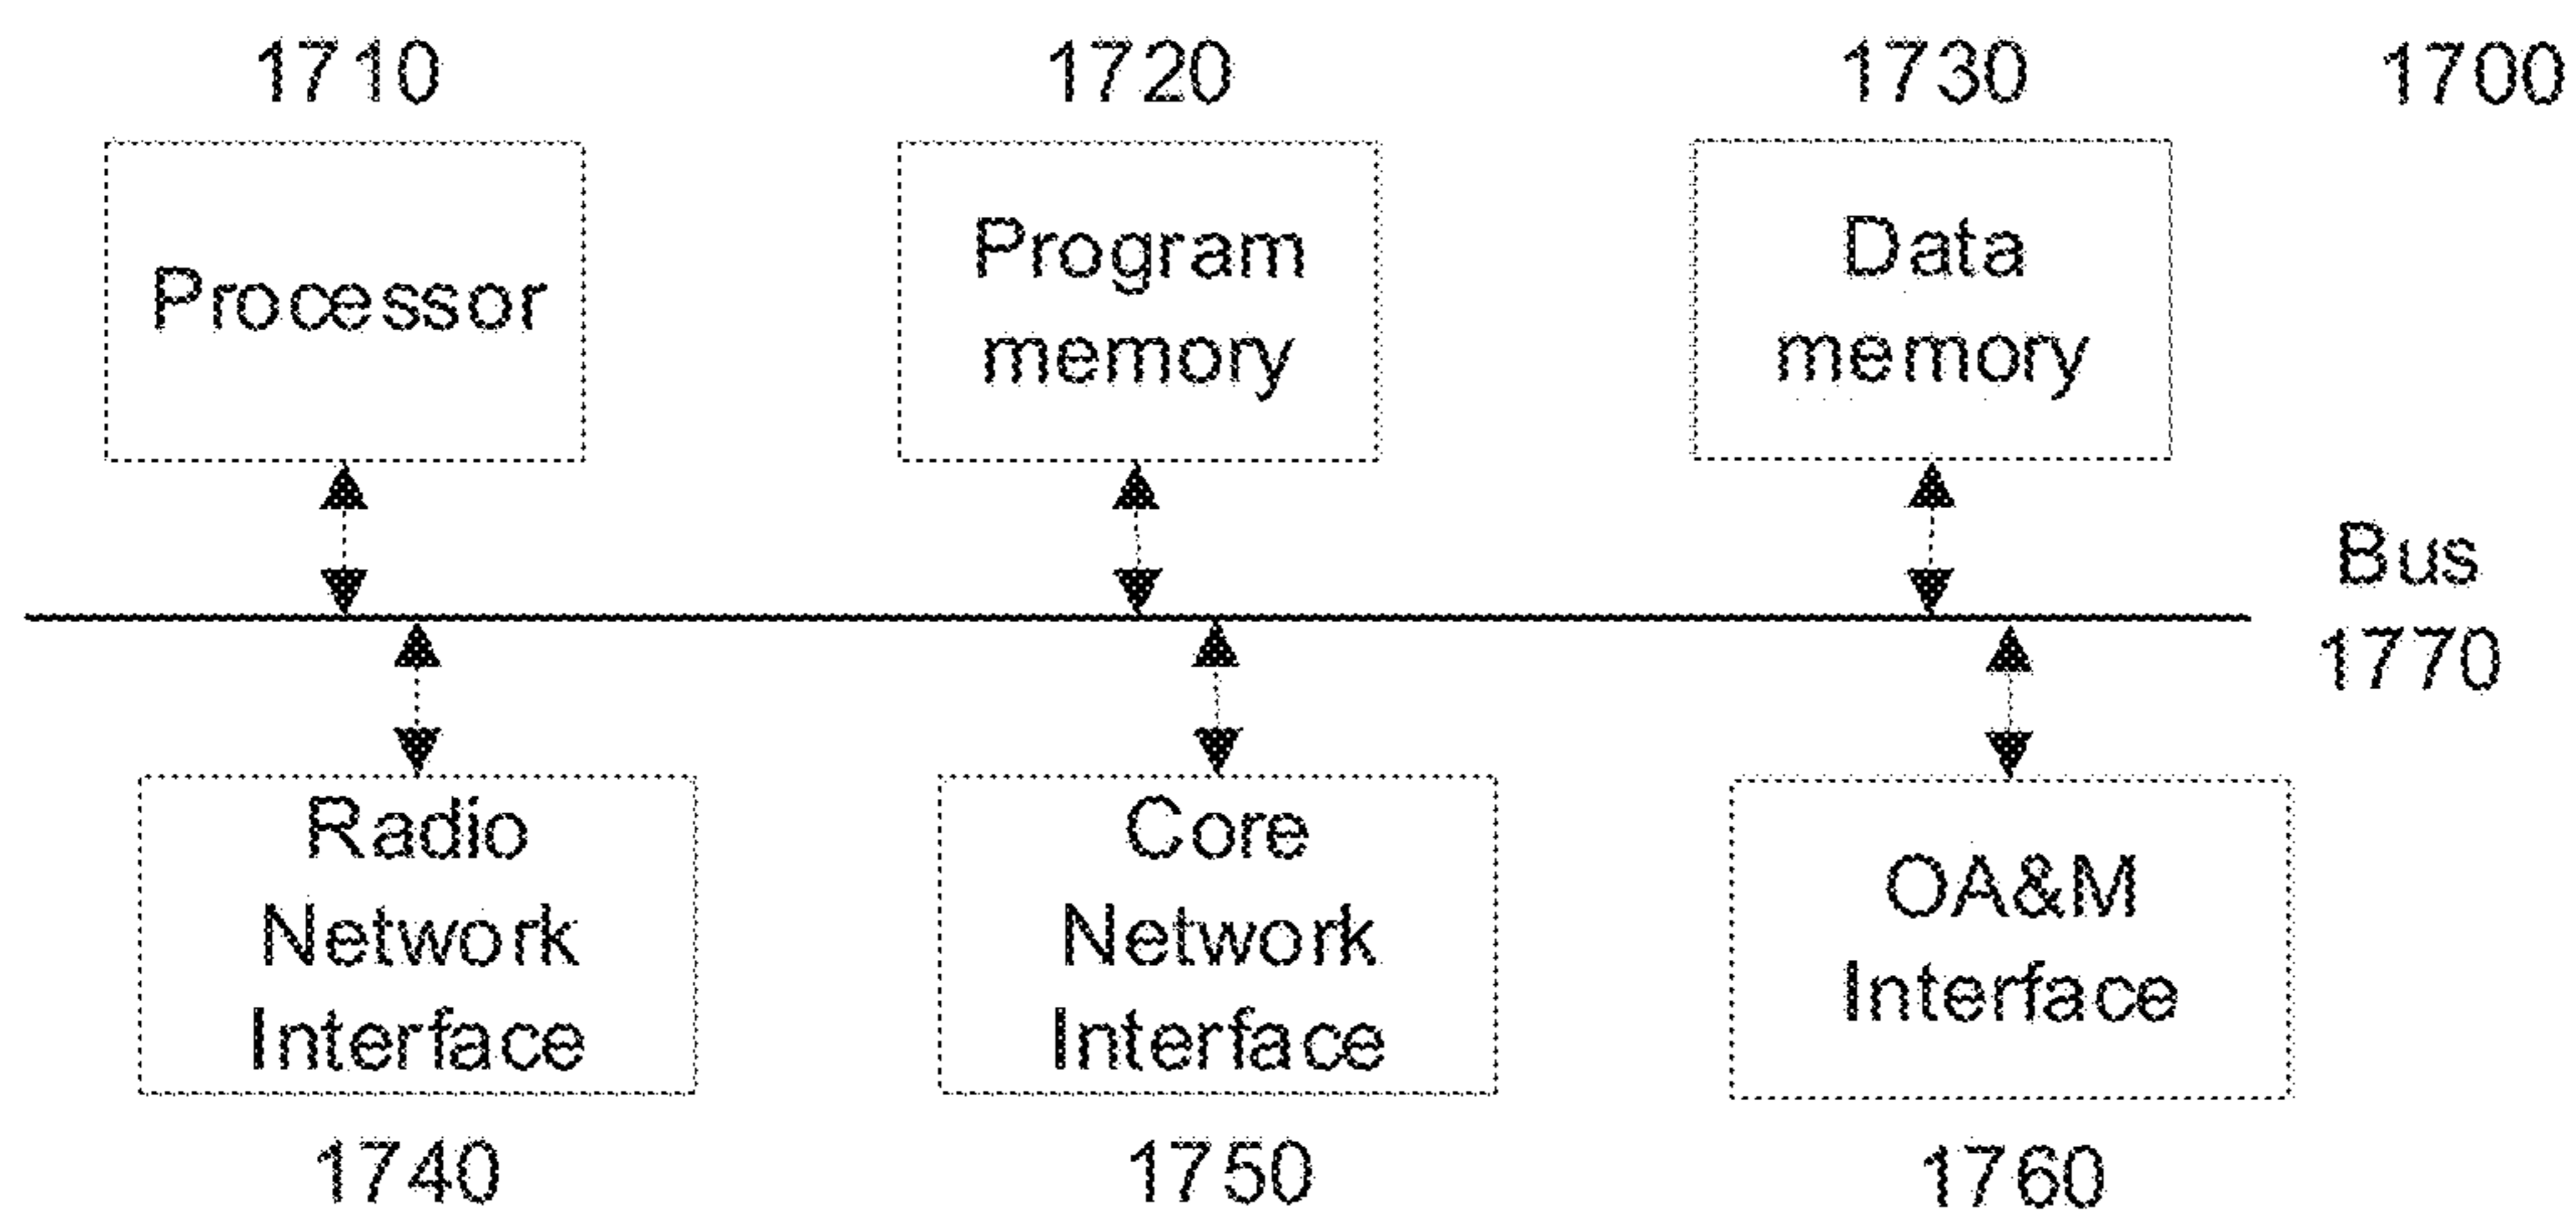 1710
1720
1730
1700
Processor
Program
memory
Data
memory
Bus
1770
Radio
Network
Interface
Core
Network
Interface
OA&M
Interface
1740
1750
1760